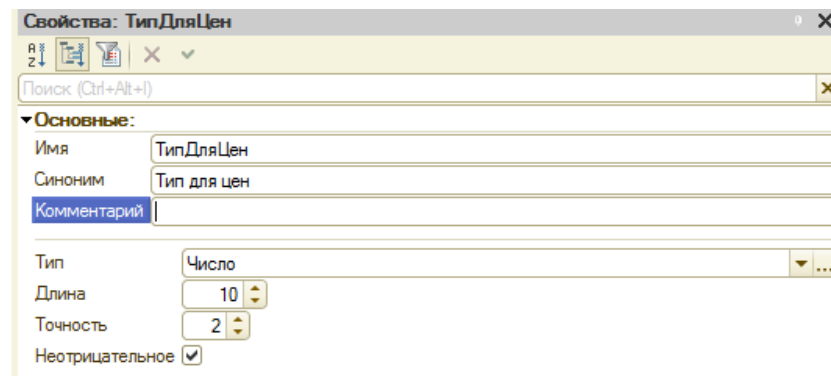 Свойства: ТипДляЦен
Поиск (Ctrl+Alt+I)
Основные:
Имя ТипДляЦен
Синоним Тип для цен
Комментарий
Тип Число
Длина 10
Точность 2
Неотрицательное